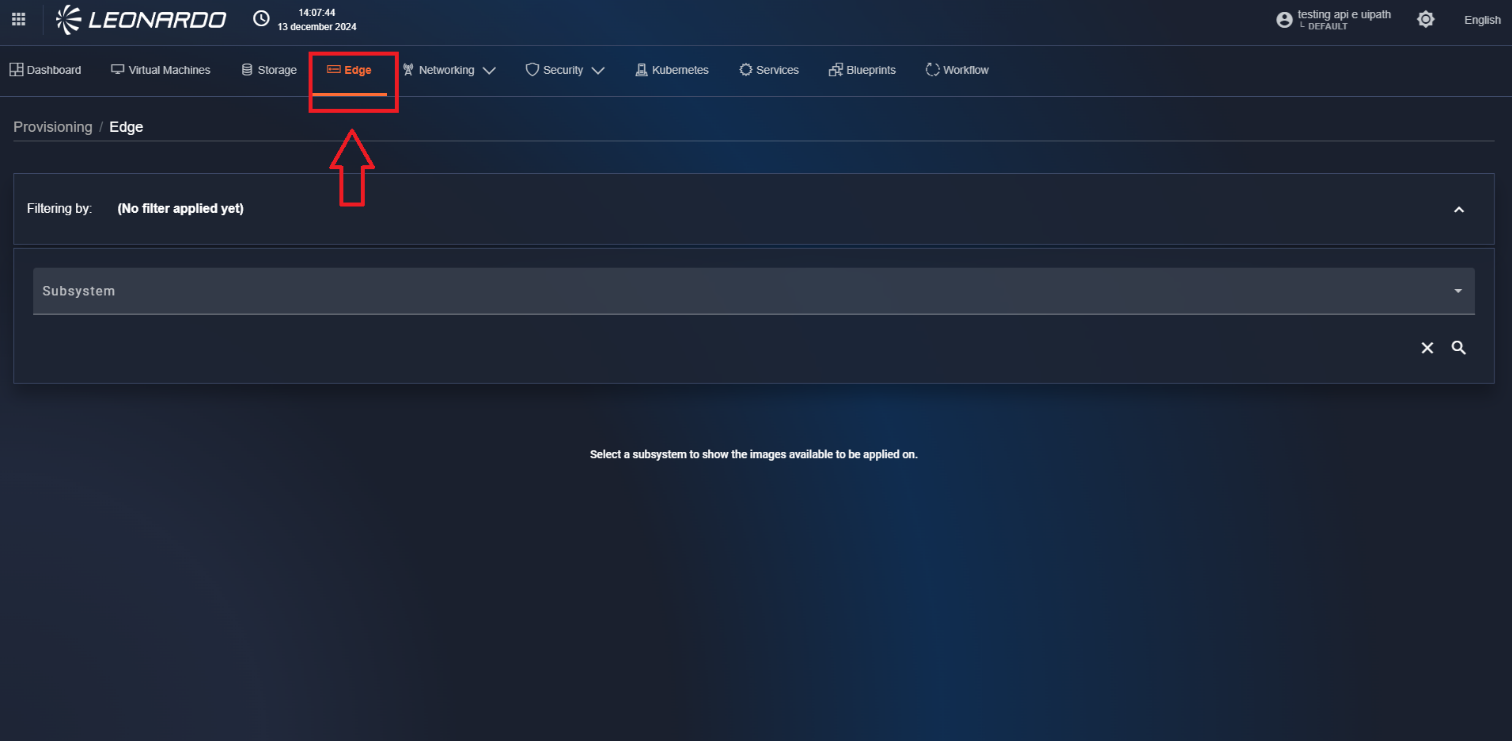 LEONARDO
14:07:44
13 december 2024
testing api e uipath
└ DEFAULT
English
Dashboard Virtual Machines Storage Edge Networking Security Kubernetes Services Blueprints Workflow
Provisioning / Edge
Filtering by: (No filter applied yet)
Subsystem
Select a subsystem to show the images available to be applied on.